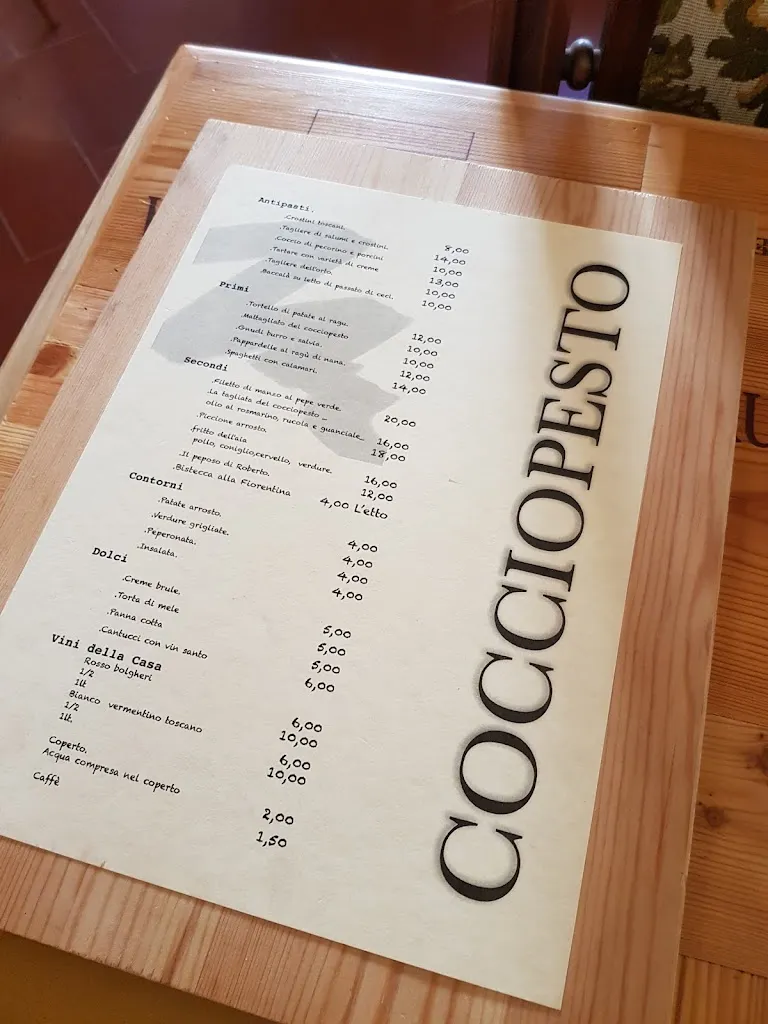 Antipasti.
.Crostini toscani. 8,00
.Tagliere di salumi e crostini. 14,00
.Coccio di pecorino e porcini 10,00
.Tartare con varietà di creme 13,00
.Tagliere dell'orto. 10,00
.Baccalà su letto di passato di ceci. 10,00
Primi
.Tortello di patate al ragu. 12,00
.Maltagliato del cocciopesto 10,00
.Gnudi burro e salvia. 10,00
.Pappardelle al ragù di nana. 12,00
.Spaghetti con calamari. 14,00
Secondi
.Filetto di manzo al pepe verde. 20,00
.La tagliata del cocciopesto _
olio al rosmarino, rucola e guanciale_ 16,00
.Piccione arrosto. 18,00
.fritto dell'aia
pollo, coniglio,cervello, verdure. 16,00
.Il peposo di Roberto. 12,00
.Bistecca alla Fiorentina 4,00 L'etto
Contorni
.Patate arrosto. 4,00
.Verdure grigliate. 4,00
.Peperonata. 4,00
.Insalata. 4,00
Dolci
.Creme brule. 5,00
.Torta di mele 5,00
.Panna cotta 5,00
.Cantucci con vin santo 6,00
Vini della Casa
Rosso bolgheri
1/2 6,00
1lt 10,00
Bianco vermentino toscano
1/2 6,00
1lt. 10,00
Coperto. 2,00
Acqua compresa nel coperto
Caffè 1,50
COCCIOPESTO